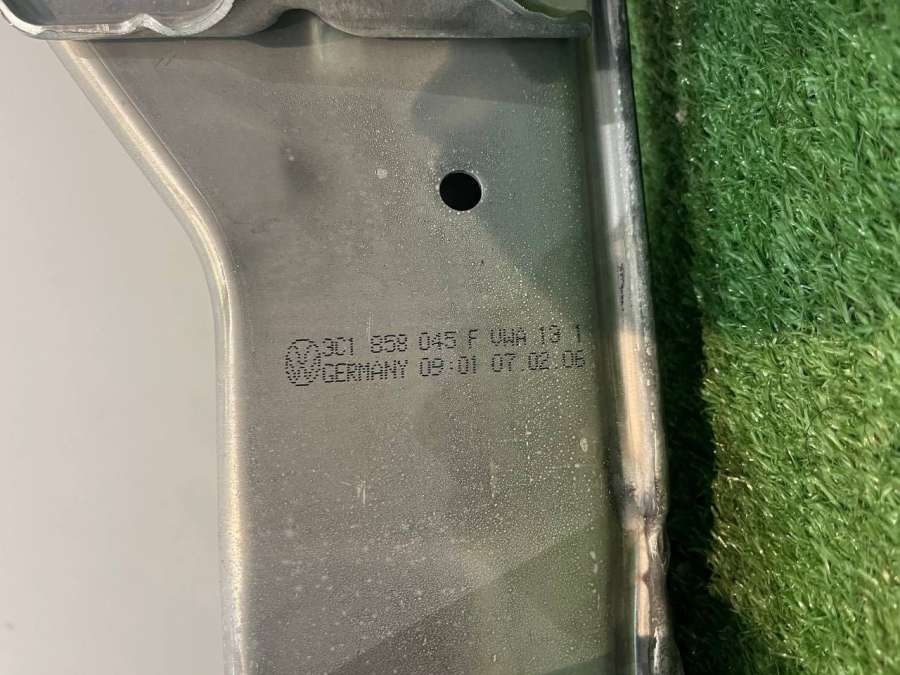 3C1 858 045 F VWA 13 1
GERMANY 09:01 07.02.06